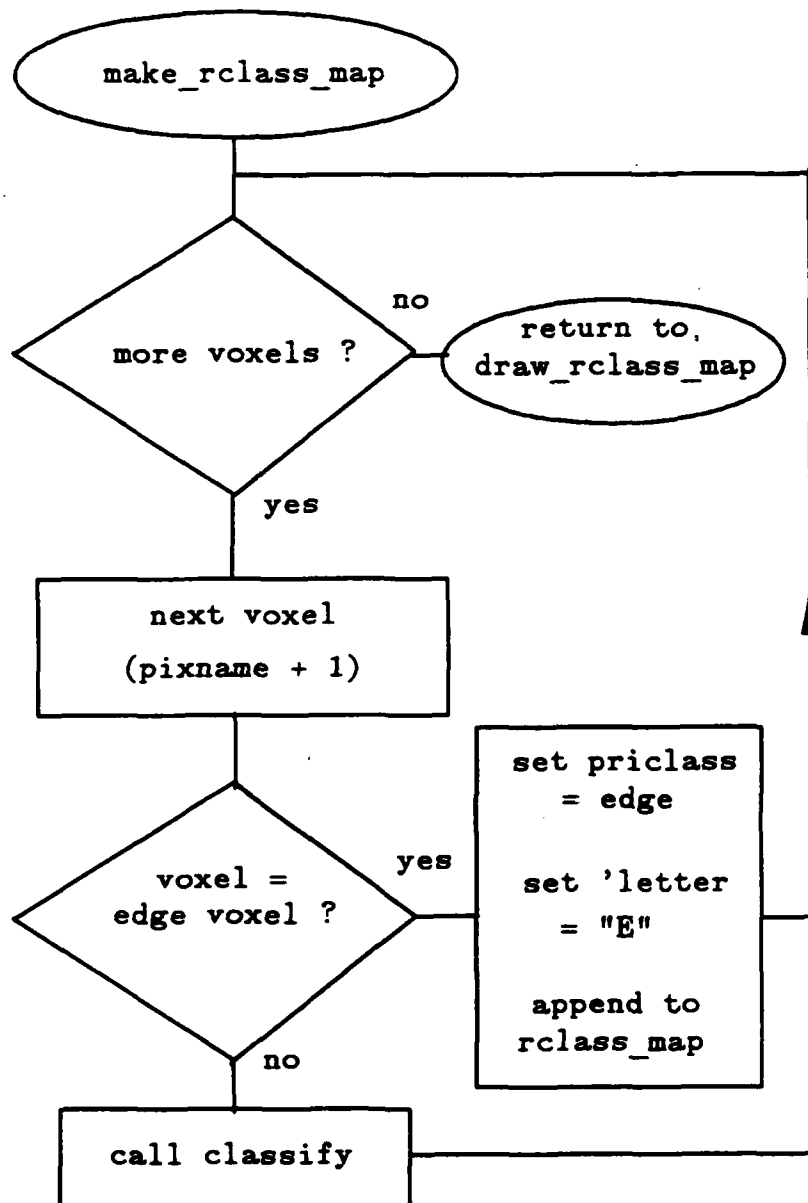 make_rclass_map
no
return to,
draw_rclass_map
more voxels ?
yes
next voxel
(pixname + 1)
set priclass
= edge
yes
voxel =
edge voxel ?
set 'letter
= "E"
append to
rclass_map
no
call classify